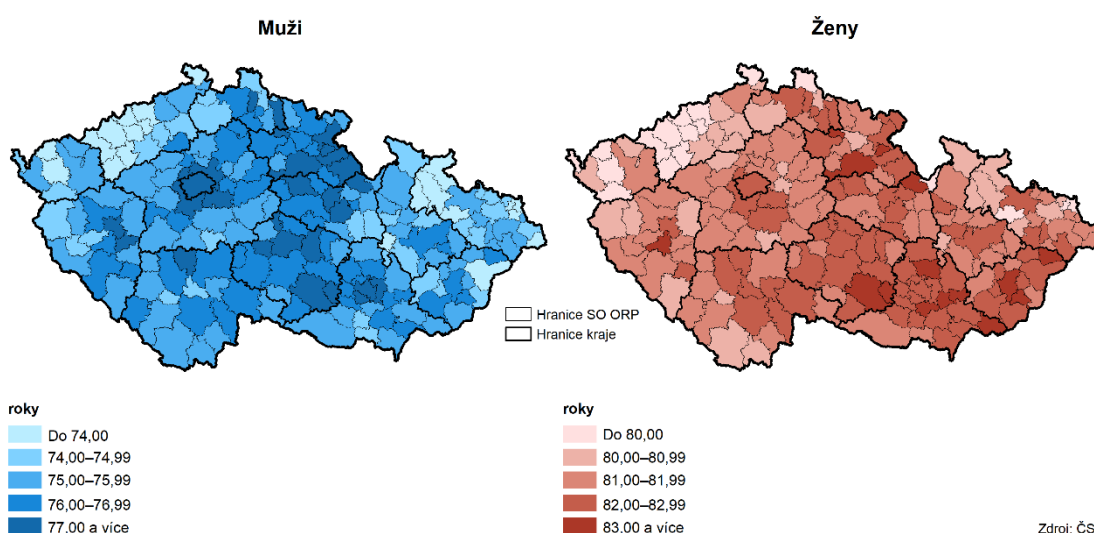 Muži
Ženy
Hranice SO ORP
Hranice kraje
roky
Do 74,00
74,00–74,99
75,00–75,99
76,00–76,99
77,00 a více
roky
Do 80,00
80,00–80,99
81,00–81,99
82,00–82,99
83,00 a více
Zdroj: ČS